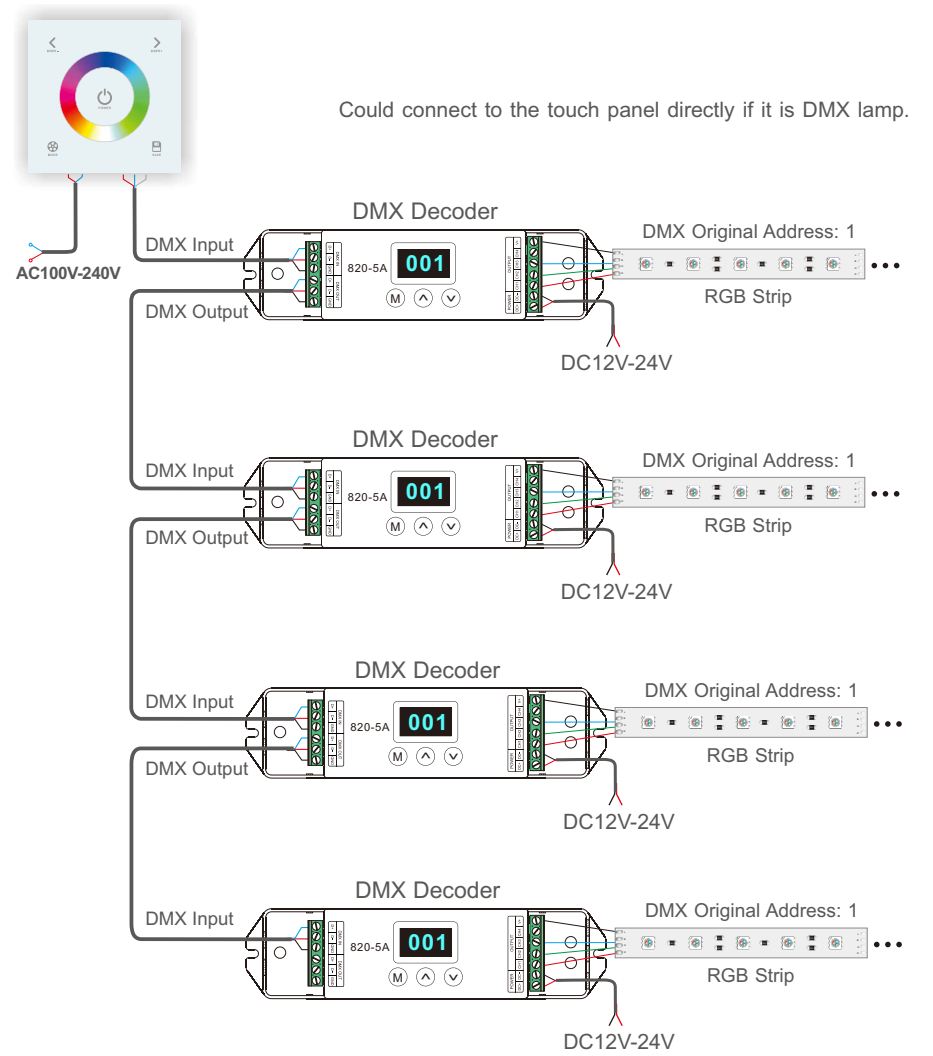 Could connect to the touch panel directly if it is DMX lamp.
AC100V-240V
DMX Decoder
DMX Input
DMX Output
820-5A
001
M
DMX Original Address: 1
RGB Strip
DC12V-24V
DMX Decoder
DMX Input
DMX Output
820-5A
001
M
DMX Original Address: 1
RGB Strip
DC12V-24V
DMX Decoder
DMX Input
DMX Output
820-5A
001
M
DMX Original Address: 1
RGB Strip
DC12V-24V
DMX Decoder
DMX Input
820-5A
001
M
DMX Original Address: 1
RGB Strip
DC12V-24V